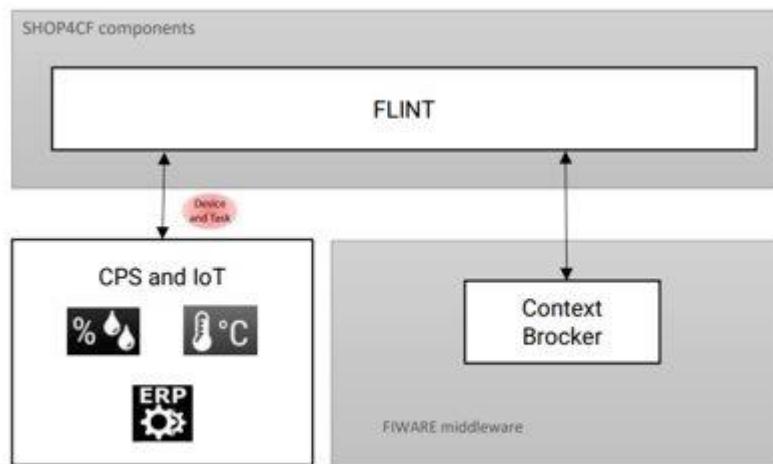 SHOP4CF components
FLINT
Device
and Task
CPS and IoT
%
°C
ERP
Context
Brocker
FIWARE middleware